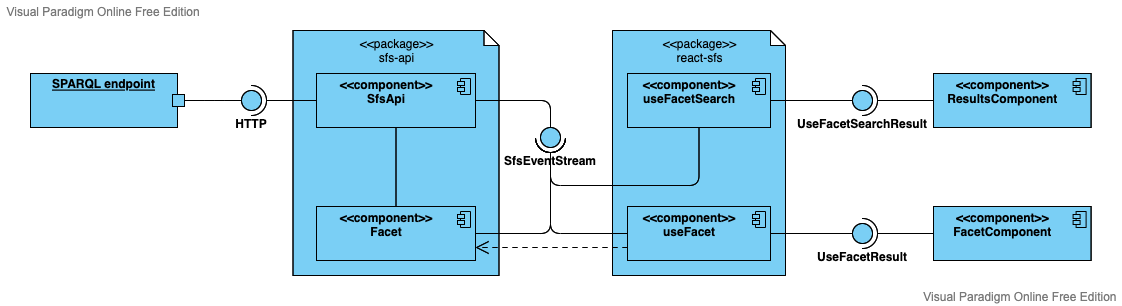 Visual Paradigm Online Free Edition
<<package>>
sfs-api
<<package>>
react-sfs
SPARQL endpoint
HTTP
<<component>>
SfsApi
SfsEventStream
<<component>>
useFacetSearch
UseFacetSearchResult
<<component>>
ResultsComponent
<<component>>
Facet
<<component>>
useFacet
UseFacetResult
<<component>>
FacetComponent
Visual Paradigm Online Free Edition